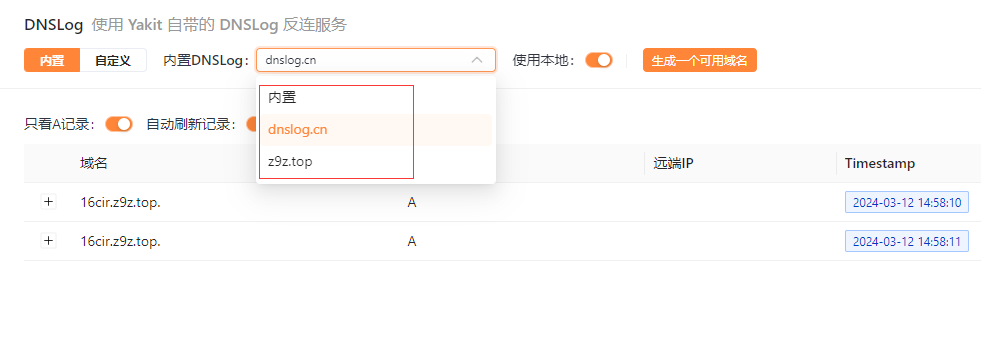 DNSLog 使用 Yakit 自带的 DNSLog 反连服务
内置 自定义 内置DNSLog: dnslog.cn 使用本地: 生成一个可用域名
内置
只看A记录: 自动刷新记录: dnslog.cn
z9z.top
域名 远端IP Timestamp
16cir.z9z.top. A 2024-03-12 14:58:10
16cir.z9z.top. A 2024-03-12 14:58:11